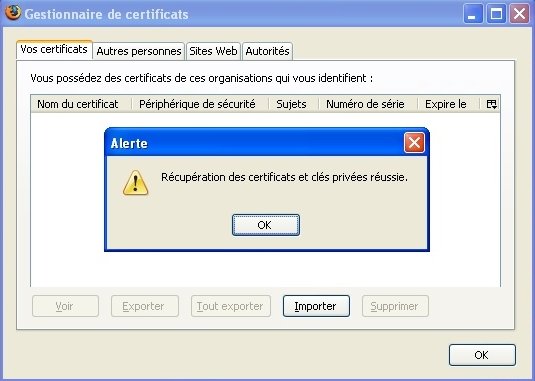 Gestionnaire de certificats
Vos certificats Autres personnes Sites Web Autorités
Vous possédez des certificats de ces organisations qui vous identifient :
Nom du certificat Périphérique de sécurité Sujets Numéro de série Expire le
Alerte
Récupération des certificats et clés privées réussie.
OK
Voir Exporter Tout exporter Importer Supprimer
OK